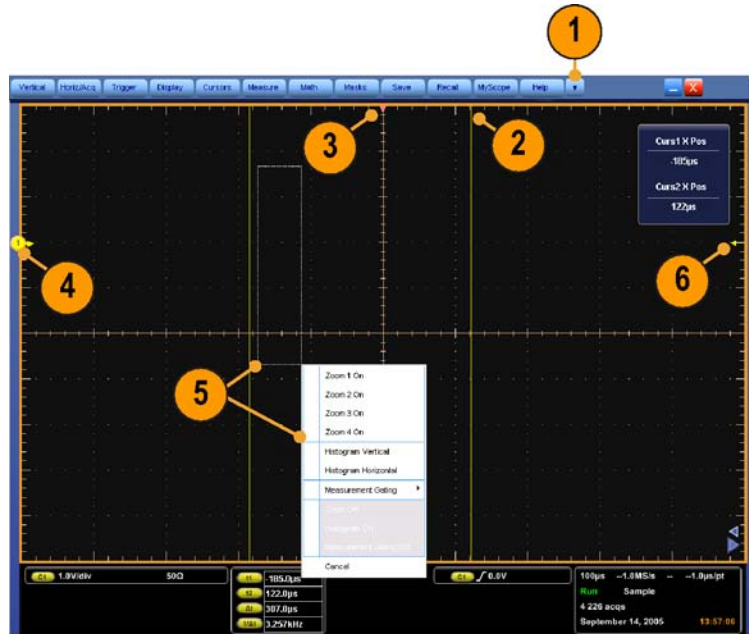 1
Vertical Horiz/Acq Trigger Display Cursors Measure Math Masks Save Recall MyScope Help
3
2
Curs1 X Pos
-185µs
Curs2 X Pos
122µs
1
4
6
5
Zoom 1 On
Zoom 2 On
Zoom 3 On
Zoom 4 On
Histogram Vertical
Histogram Horizontal
Measurement Gating
Zoom Off
Cancel
C1 1.0V/div 50Ω
t1 -185.0µs
t2 122.0µs
Δt 307.0µs
1/Δt 3.257kHz
C1 0.0V
100µs 1.0MS/s 1.0µs/pt
Run Sample
4 226 acqs
September 14, 2005 13:57:06